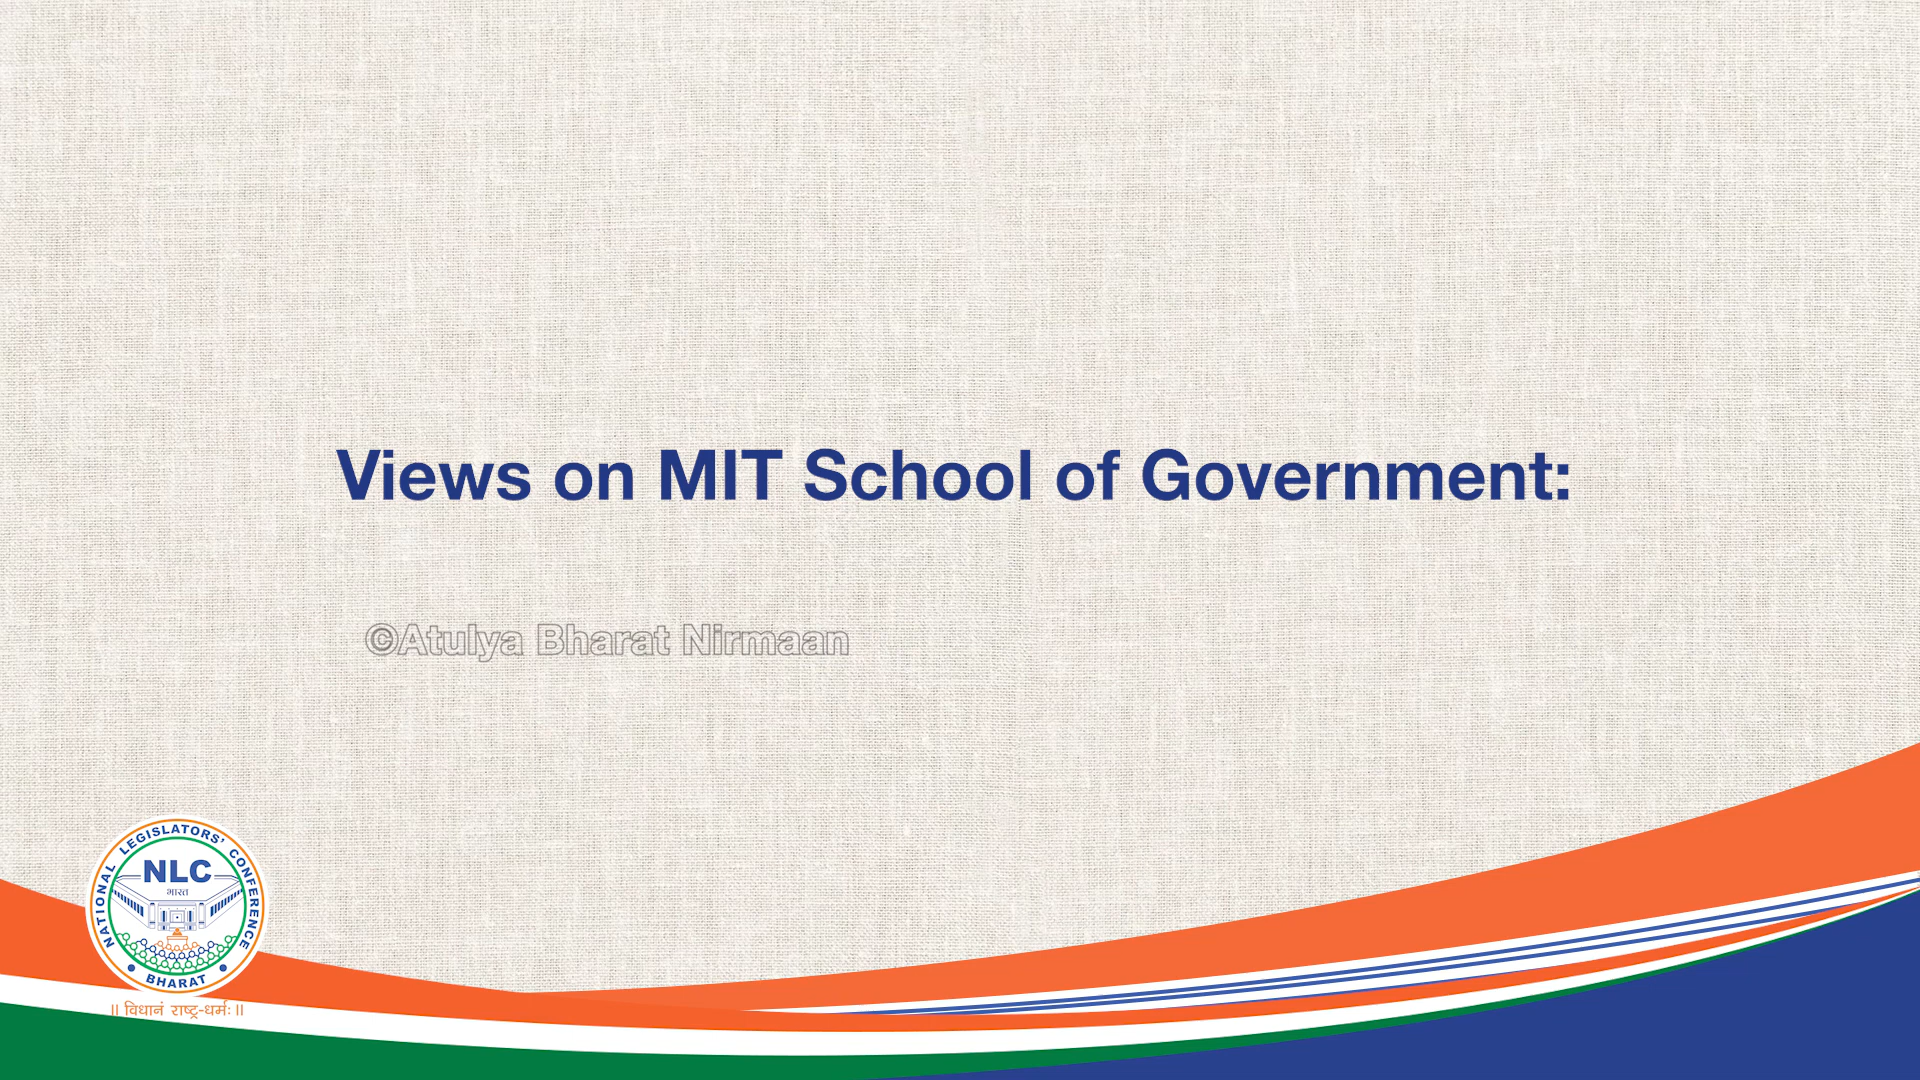 Views on MIT School of Government:
©Atulya Bharat Nirmaan
NATIONAL LEGISLATORS' CONFERENCE
NLC
भारत
BHARAT
॥ विधानं राष्ट्र-धर्मः ॥